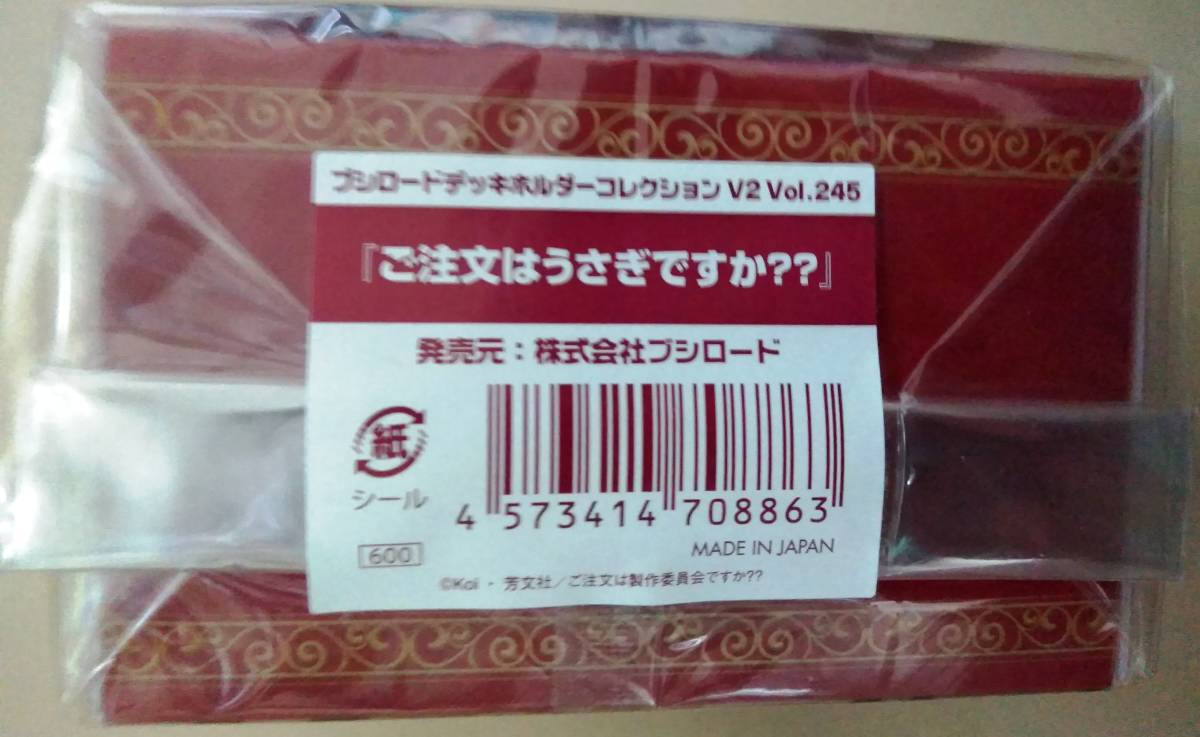 ブシロードデッキホルダーコレクション V2 Vol.245
『ご注文はうさぎですか??』
発売元:株式会社ブシロード
紙
シール
4 573414 708863
600
MADE IN JAPAN
©Koi・芳文社/ご注文は製作委員会ですか??